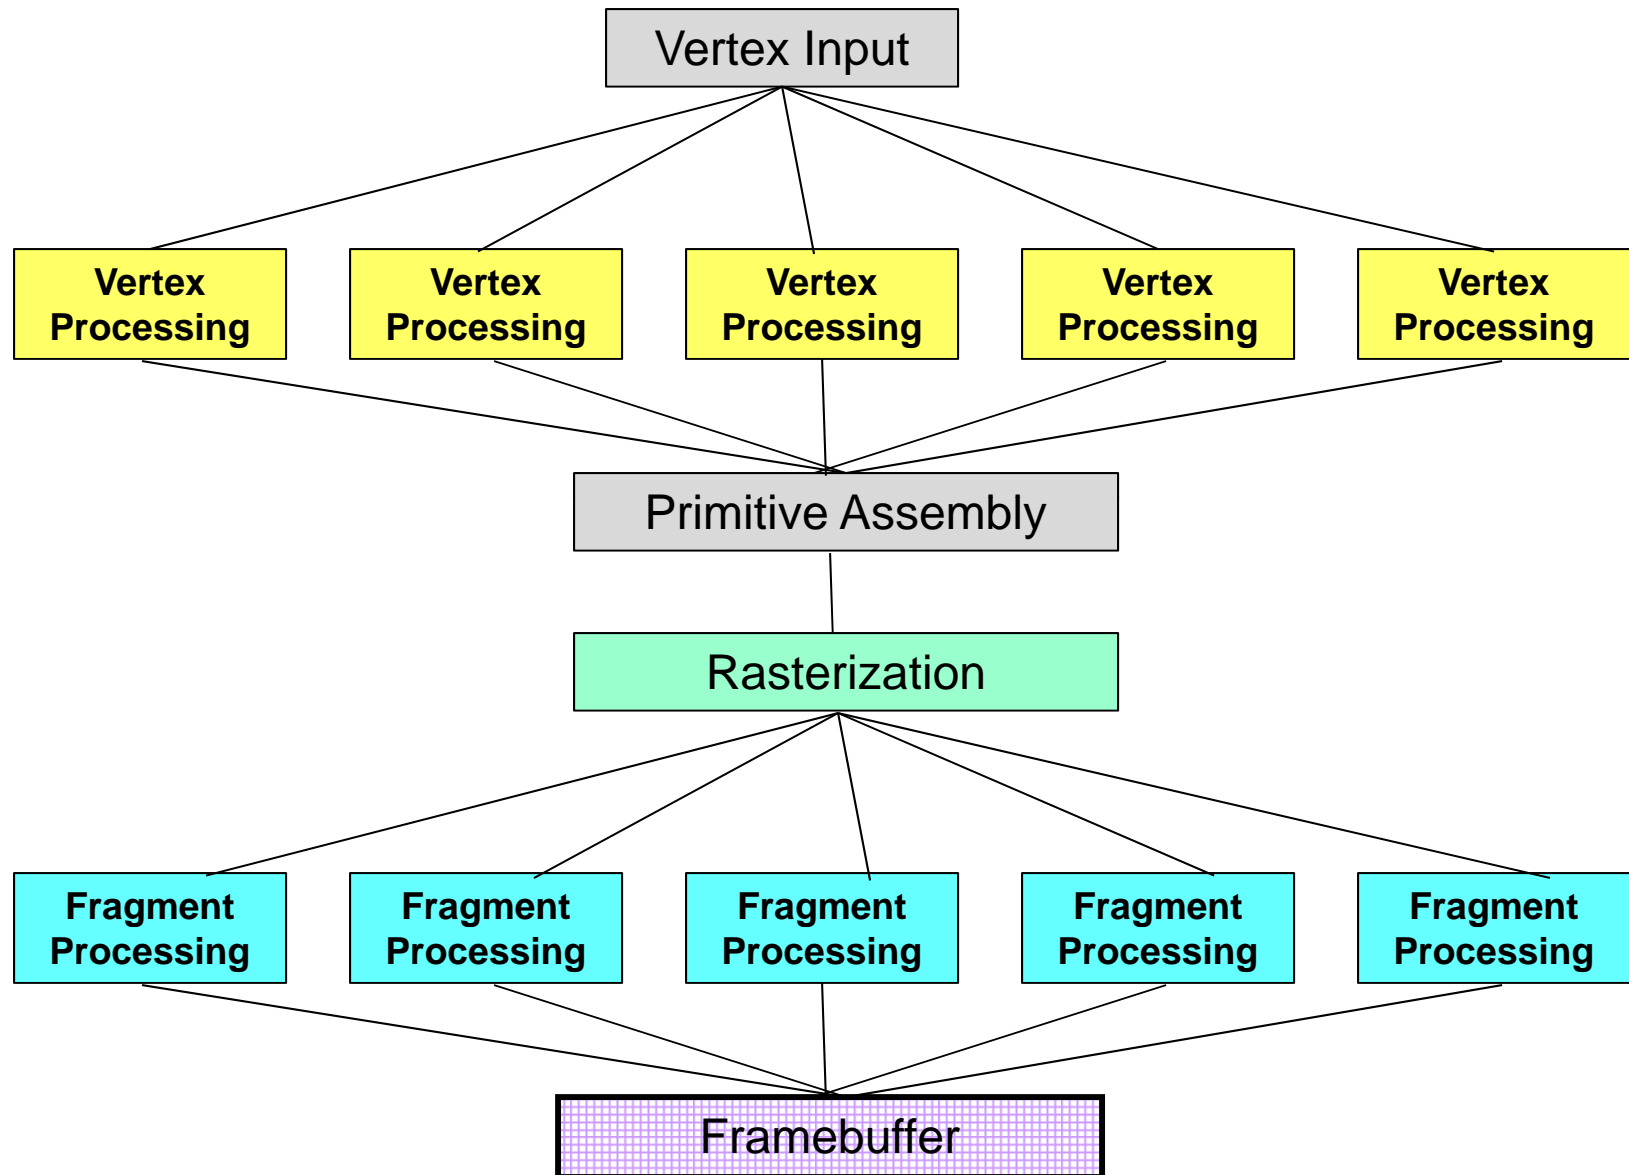 Vertex Input
Vertex
Processing
Vertex
Processing
Vertex
Processing
Vertex
Processing
Vertex
Processing
Primitive Assembly
Rasterization
Fragment
Processing
Fragment
Processing
Fragment
Processing
Fragment
Processing
Fragment
Processing
Framebuffer